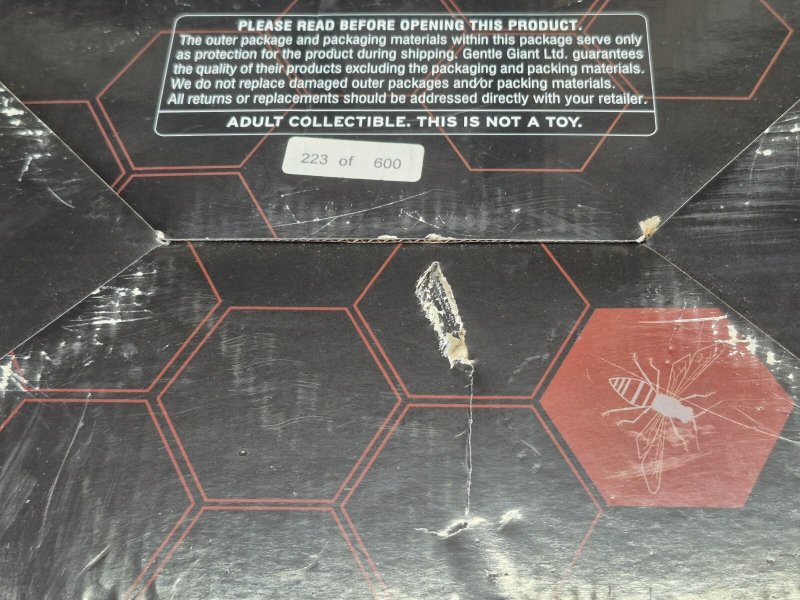 PLEASE READ BEFORE OPENING THIS PRODUCT.
The outer package and packaging materials within this package serve only
as protection for the product during shipping. Gentle Giant Ltd. guarantees
the quality of their products excluding the packaging and packing materials.
We do not replace damaged outer packages and/or packing materials.
All returns or replacements should be addressed directly with your retailer.
ADULT COLLECTIBLE. THIS IS NOT A TOY.
223 of 600